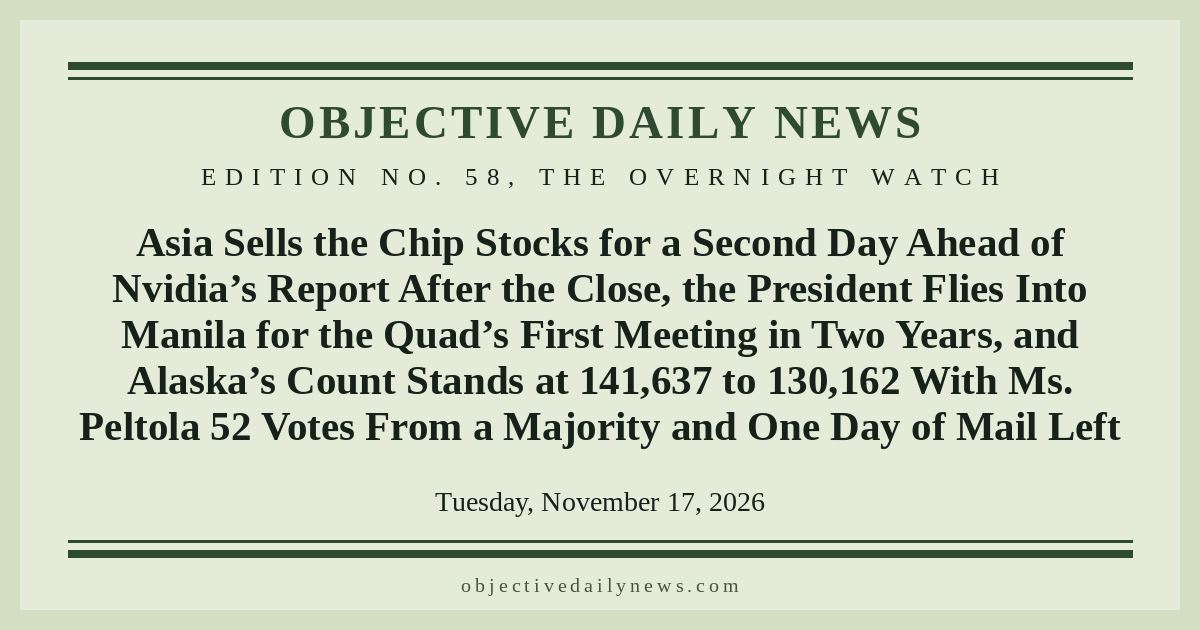 OBJECTIVE DAILY NEWS
EDITION NO. 58, THE OVERNIGHT WATCH
Asia Sells the Chip Stocks for a Second Day Ahead of
Nvidia’s Report After the Close, the President Flies Into
Manila for the Quad’s First Meeting in Two Years, and
Alaska’s Count Stands at 141,637 to 130,162 With Ms.
Peltola 52 Votes From a Majority and One Day of Mail Left
Tuesday, November 17, 2026
objectivedailynews.com